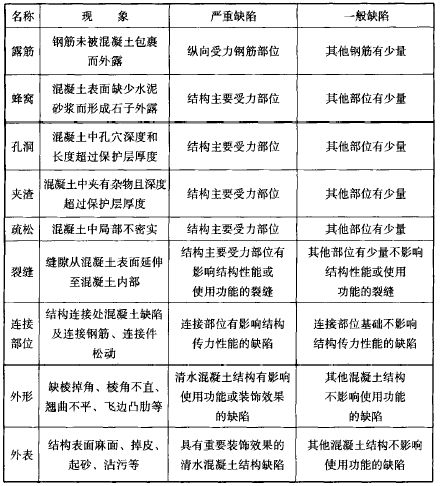 名称 现 象 严重缺陷 一般缺陷
露筋 钢筋未被混凝土包裹 纵向受力钢筋部位 其他钢筋有少量
而外露
蜂窝 混凝土表面缺少水泥 结构主要受力部位 其他部位有少量
砂浆而形成石子外露
孔洞 混凝土中孔穴深度和 结构主要受力部位 其他部位有少量
长度超过保护层厚度
夹渣 混凝土中夹有杂物且深度 结构主要受力部位 其他部位有少量
超过保护层厚度
疏松 混凝土中局部不密实 结构主要受力部位 其他部位有少量
裂缝 缝隙从混凝土表面延伸
至混凝土内部
结构主要受力部位有
影响结构性能或
使用功能的裂缝
其他部位有少量不影响
结构性能或使用
功能的裂缝
连接
部位
结构连接处混凝土缺陷
及连接钢筋、连接件
松动
连接部位有影响结构
传力性能的缺陷
连接部位基础不影响
结构传力性能的缺陷
外形
缺棱掉角、棱角不直、
翘曲不平、飞边凸肋等
清水混凝土结构有影响
使用功能或装饰效果
的缺陷
其他混凝土结构
不影响使用功能
的缺陷
外表
结构表面麻面、掉皮、
起砂、沾污等
具有重要装饰效果的
清水混凝土结构缺陷
其他混凝土结构不影响
使用功能的缺陷